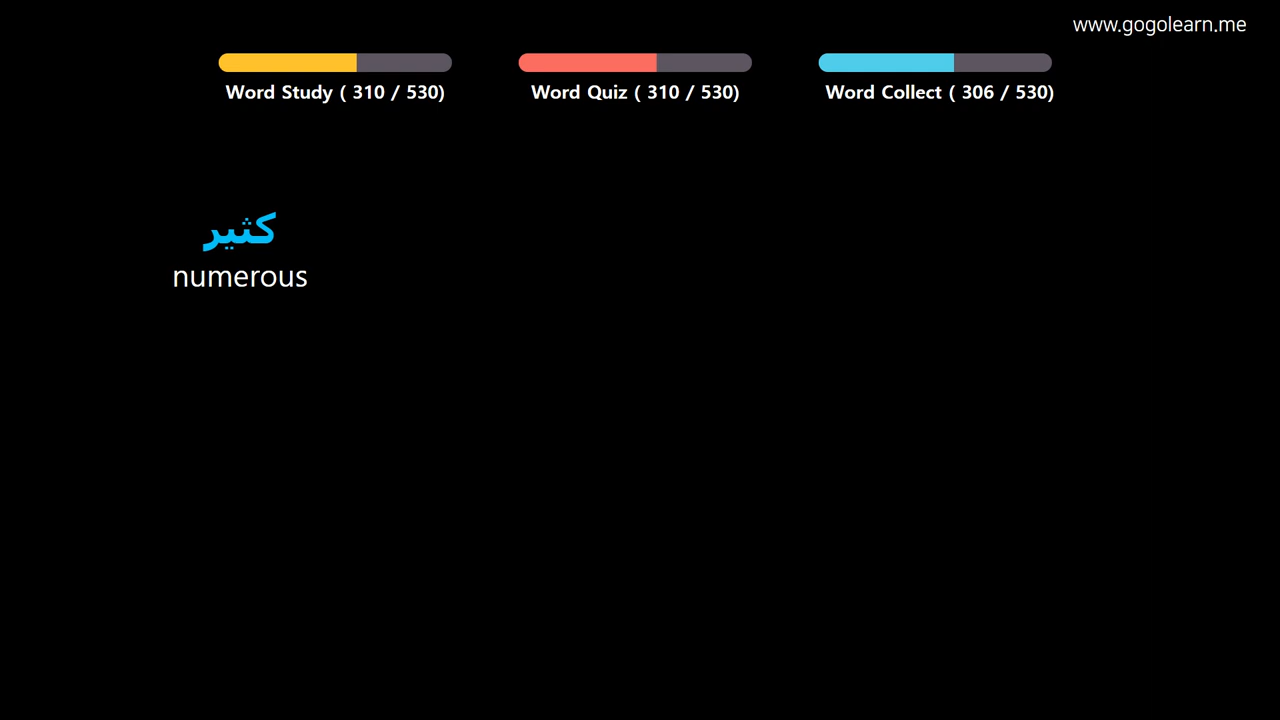 www.gogolearn.me
Word Study ( 310 / 530)
Word Quiz ( 310 / 530)
Word Collect ( 306 / 530)
كثير
numerous